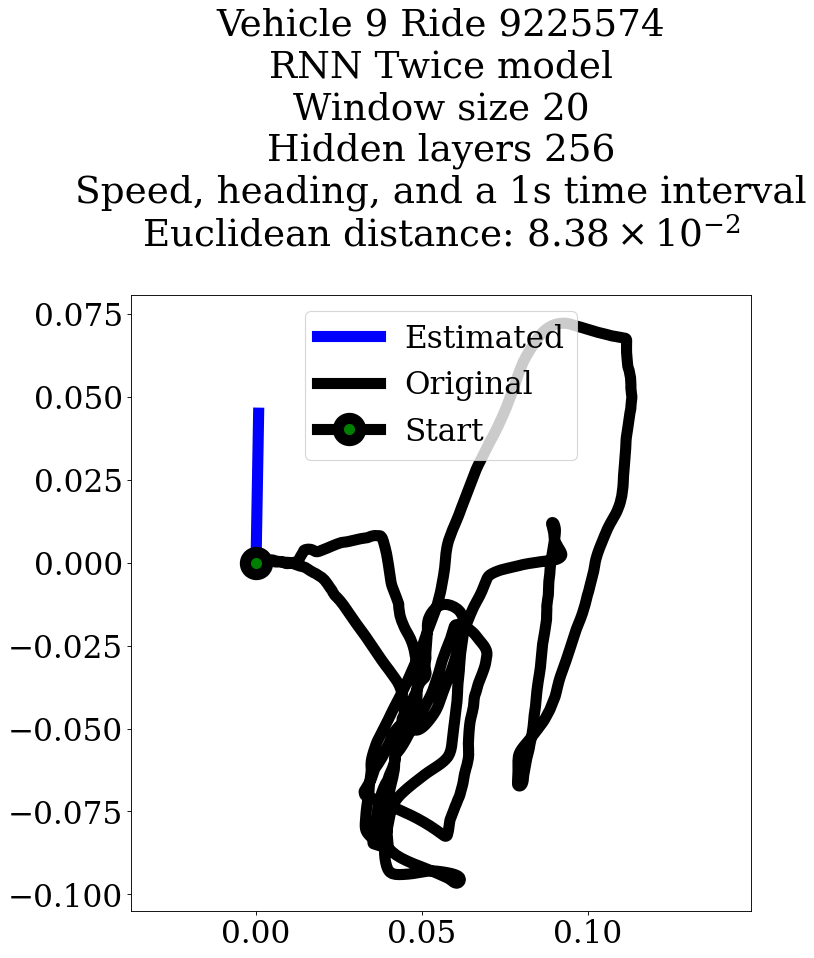 Vehicle 9 Ride 9225574
RNN Twice model
Window size 20
Hidden layers 256
Speed, heading, and a 1s time interval
Euclidean distance: 8.38 × 10⁻²
Estimated
Original
Start
0.075
0.050
0.025
0.000
−0.025
−0.050
−0.075
−0.100
0.00 0.05 0.10